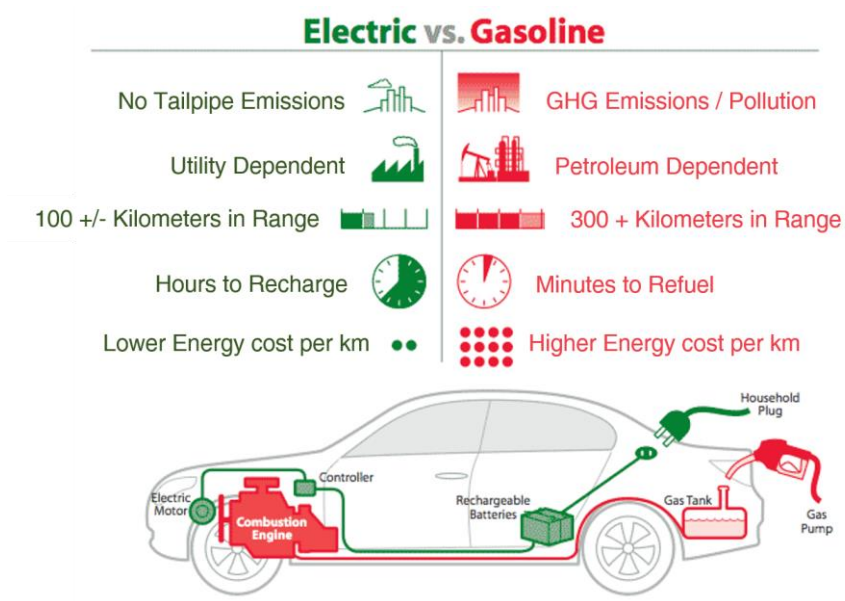 Electric vs. Gasoline
No Tailpipe Emissions
GHG Emissions / Pollution
Utility Dependent
Petroleum Dependent
100 +/- Kilometers in Range
300 + Kilometers in Range
Hours to Recharge
Minutes to Refuel
Lower Energy cost per km
Higher Energy cost per km
Household
Plug
Controller
Electric
Motor
Combustion
Engine
Rechargeable
Batteries
Gas Tank
Gas
Pump